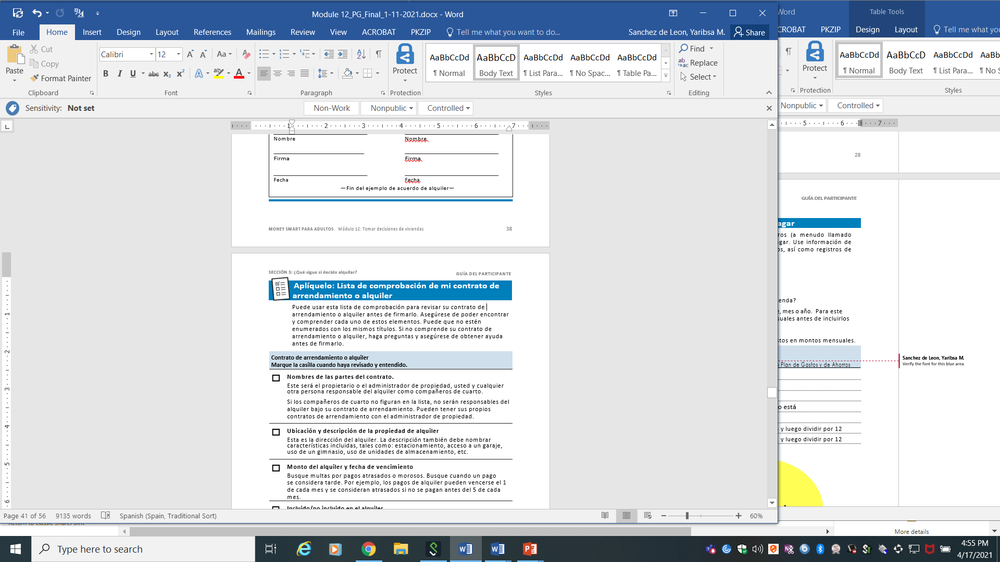 Module 12_PG_Final_1-11-2021.docx - Word
Word
Table Tools
File
Home
Insert
Design
Layout
References
Mailings
Review
View
ACROBAT
PKZIP
Tell me what you want to do...
Sanchez de Leon, Yaribsa M.
Share
CROBAT
PKZIP
Design
Layout
Tell me what you
Paste
Cut
Copy
Format Painter
Clipboard
Calibri
12
Font
Paragraph
Protect
Protection
AaBbCcDd
¶ Normal
AaBbCcD
Body Text
AaBbCcDd
¶ List Para...
AaBbCcDd
¶ No Spac...
AaBbCcDd
¶ Table Pa...
Styles
Find
Replace
Select
Editing
Protect
Protection
AaBbCcDd
¶ Normal
AaBbCcD
Body Text
AaBbCcDd
¶ List Para...
AaBb
¶ No S
Styles
Sensitivity: Not set
Non-Work
Nonpublic
Controlled
Nonpublic
Controlled
1 2 3 4 5 6 7
5 6 7
Nombre Nombre
Firma Firma
Fecha Fecha
—Fin del ejemplo de acuerdo de alquiler—
MONEY SMART PARA ADULTOS Módulo 12: Tomar decisiones de viviendas 38
SECCIÓN 3: ¿Qué sigue si decido alquilar? GUÍA DEL PARTICIPANTE
Aplíquelo: Lista de comprobación de mi contrato de
arrendamiento o alquiler
Puede usar esta lista de comprobación para revisar su contrato de
arrendamiento o alquiler antes de firmarlo. Asegúrese de poder encontrar
y comprender cada uno de estos elementos. Puede que no estén
enumerados con los mismos títulos. Si no comprende su contrato de
arrendamiento o alquiler, haga preguntas y asegúrese de obtener ayuda
antes de firmarlo.
Contrato de arrendamiento o alquiler
Marque la casilla cuando haya revisado y entendido.
Nombres de las partes del contrato.
Este será el propietario o el administrador de propiedad, usted y cualquier
otra persona responsable del alquiler como compañeros de cuarto.
Si los compañeros de cuarto no figuran en la lista, no serán responsables del
alquiler bajo su contrato de arrendamiento. Pueden tener sus propios
contratos de arrendamiento con el administrador de propiedad.
Ubicación y descripción de la propiedad de alquiler
Esta es la dirección del alquiler. La descripción también debe nombrar
características incluidas, tales como: estacionamiento, acceso a un garaje,
uso de un gimnasio, uso de unidades de almacenamiento, etc.
Monto del alquiler y fecha de vencimiento
Busque multas por pagos atrasados o morosos. Busque cuando un pago
se considera tarde. Por ejemplo, los pagos de alquiler pueden vencerse el 1
de cada mes y se consideran atrasados si no se pagan antes del 5 de cada
mes.
Incluido/no incluido en el alquiler
28
GUÍA DEL PARTICIPANTE
agar
ros (a menudo llamado
gar. Use información de
os, así como registros de
enda?
e, mes o año. Para este
suales antes de incluirlos
stos en montos mensuales.
Plan de Gastos y de Ahorros
Sanchez de Leon, Yaribsa M.
Verify the font for this blue area
o está
y luego dividir por 12
y luego dividir por 12
Page 41 of 56
9135 words
Spanish (Spain, Traditional Sort)
60%
Return to classic SharePoint
More details
Type here to search
4:55 PM
4/17/2021